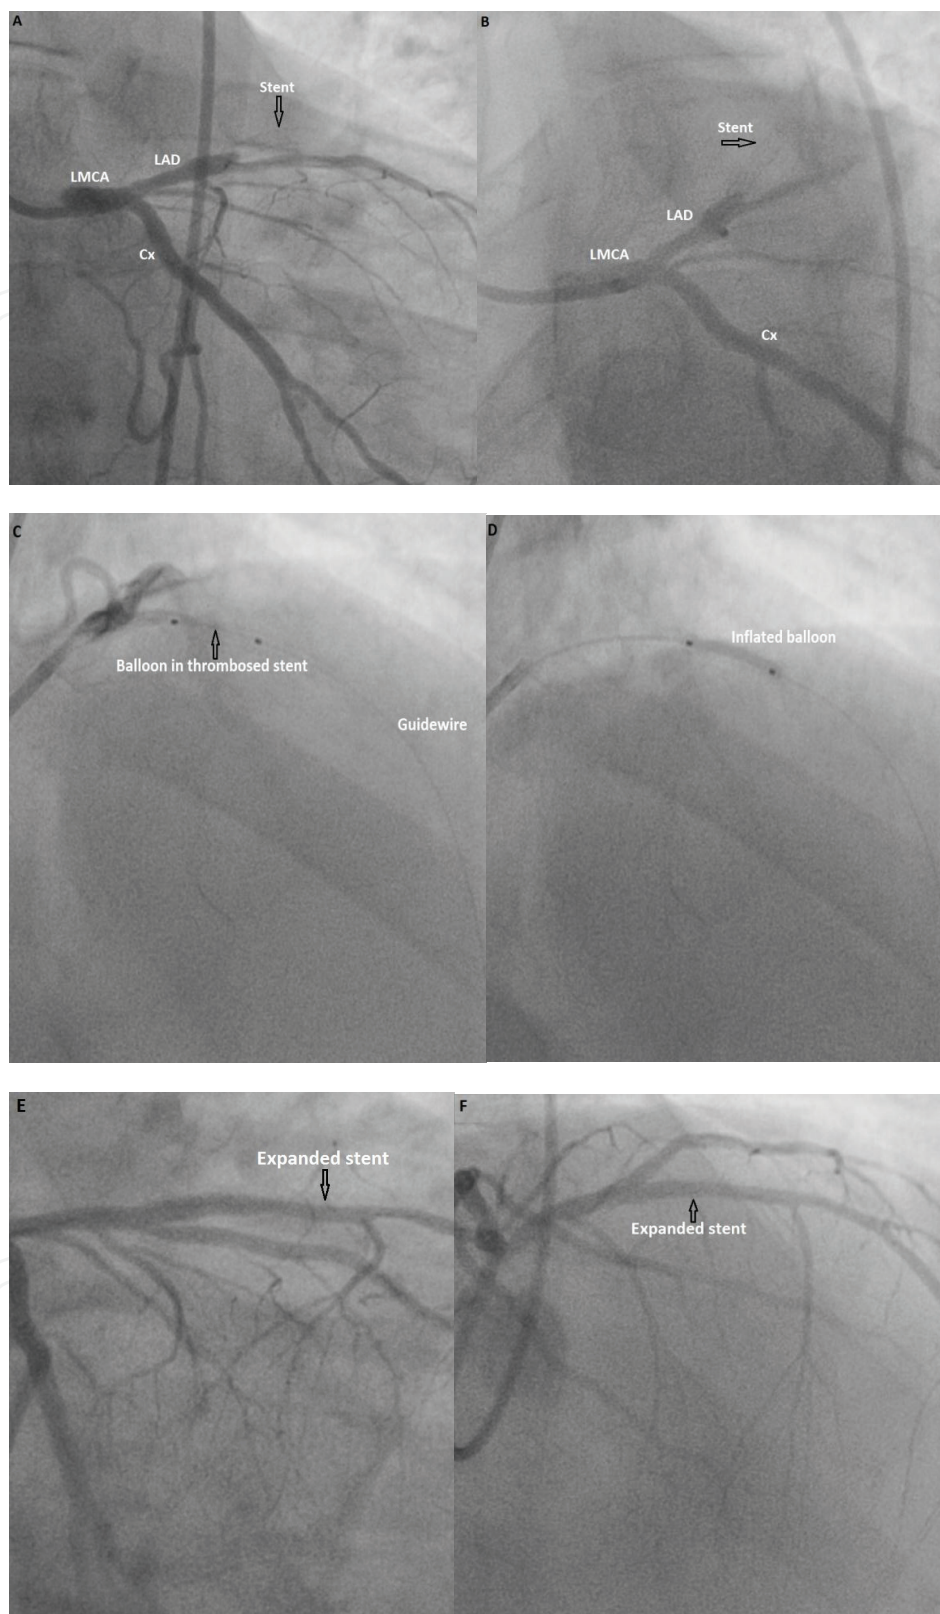 A
Stent
LAD
LMCA
Cx
B
Stent
LAD
LMCA
Cx
C
Balloon in thrombosed stent
Guidewire
D
Inflated balloon
E
Expanded stent
F
Expanded stent